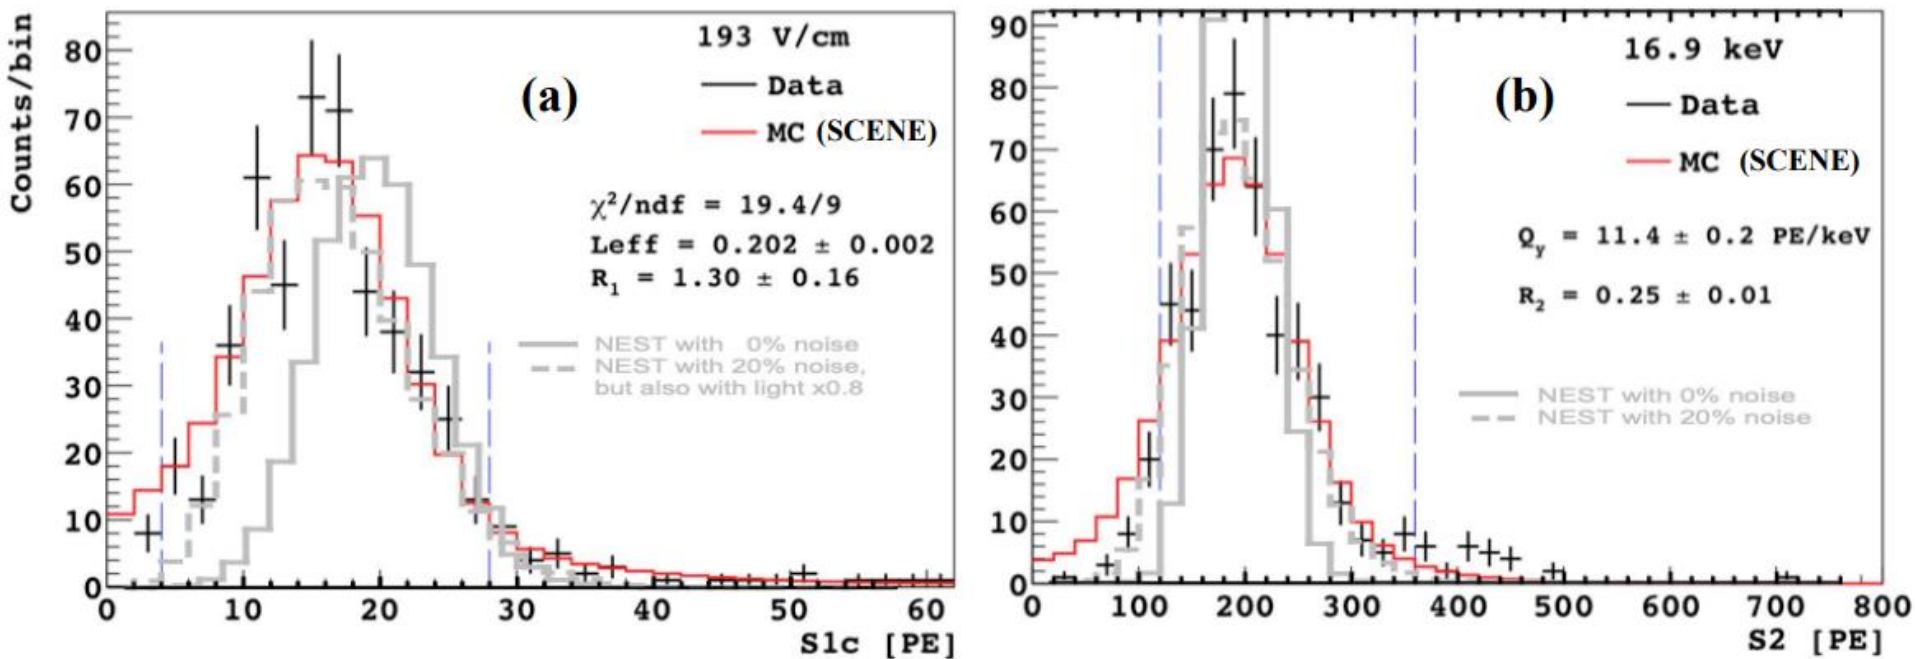 Counts/bin
80
70
60
50
40
30
20
10
0
0 10 20 30 40 50 60
S1c [PE]
(a)
193 V/cm
Data
MC (SCENE)
χ²/ndf = 19.4/9
Leff = 0.202 ± 0.002
R₁ = 1.30 ± 0.16
NEST with 0% noise
NEST with 20% noise,
but also with light x0.8
90
80
70
60
50
40
30
20
10
0
0 100 200 300 400 500 600 700 800
S2 [PE]
(b)
16.9 keV
Data
MC (SCENE)
Qᵧ = 11.4 ± 0.2 PE/keV
R₂ = 0.25 ± 0.01
NEST with 0% noise
NEST with 20% noise